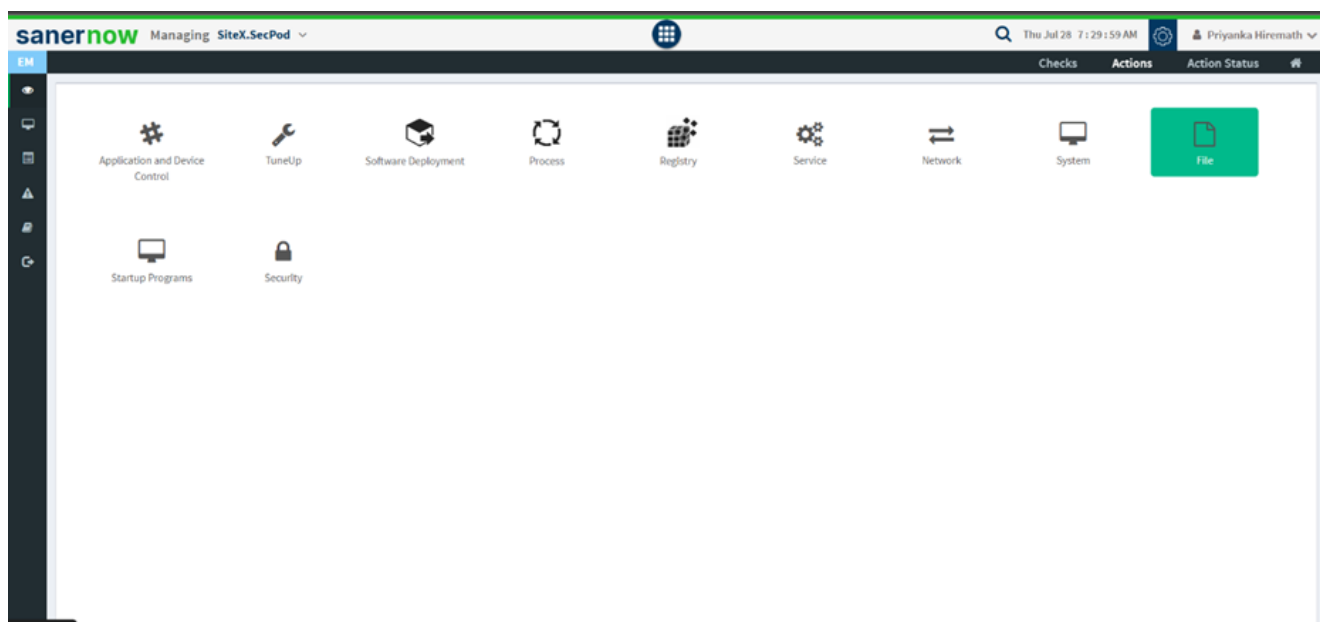 sanernow Managing SiteX.SecPod Thu Jul 28 7:29:59 AM Priyanka Hiremath
EM Checks Actions Action Status
Application and Device Control
TuneUp
Software Deployment
Process
Registry
Service
Network
System
File
Startup Programs
Security